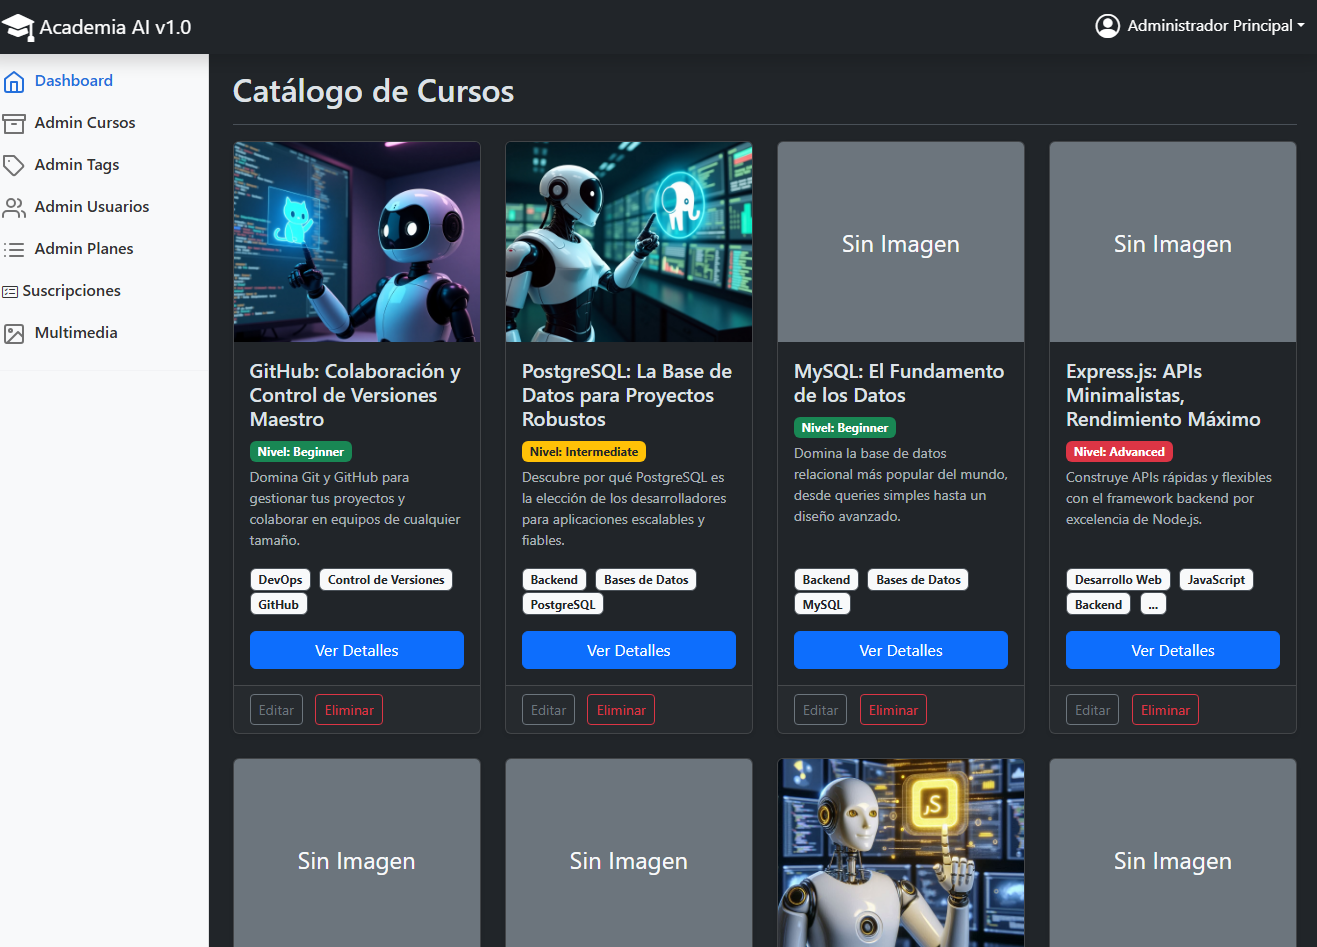 Academia AI v1.0
Administrador Principal
Dashboard
Admin Cursos
Admin Tags
Admin Usuarios
Admin Planes
Suscripciones
Multimedia
Catálogo de Cursos
GitHub: Colaboración y
Control de Versiones
Maestro
Nivel: Beginner
Domina Git y GitHub para
gestionar tus proyectos y
colaborar en equipos de cualquier
tamaño.
DevOps Control de Versiones
GitHub
Ver Detalles
Editar Eliminar
PostgreSQL: La Base de
Datos para Proyectos
Robustos
Nivel: Intermediate
Descubre por qué PostgreSQL es
la elección de los desarrolladores
para aplicaciones escalables y
fiables.
Backend Bases de Datos
PostgreSQL
Ver Detalles
Editar Eliminar
Sin Imagen
MySQL: El Fundamento
de los Datos
Nivel: Beginner
Domina la base de datos
relacional más popular del mundo,
desde queries simples hasta un
diseño avanzado.
Backend Bases de Datos
MySQL
Ver Detalles
Editar Eliminar
Sin Imagen
Express.js: APIs
Minimalistas,
Rendimiento Máximo
Nivel: Advanced
Construye APIs rápidas y flexibles
con el framework backend por
excelencia de Node.js.
Desarrollo Web JavaScript
Backend ...
Ver Detalles
Editar Eliminar
Sin Imagen
Sin Imagen
JS
Sin Imagen